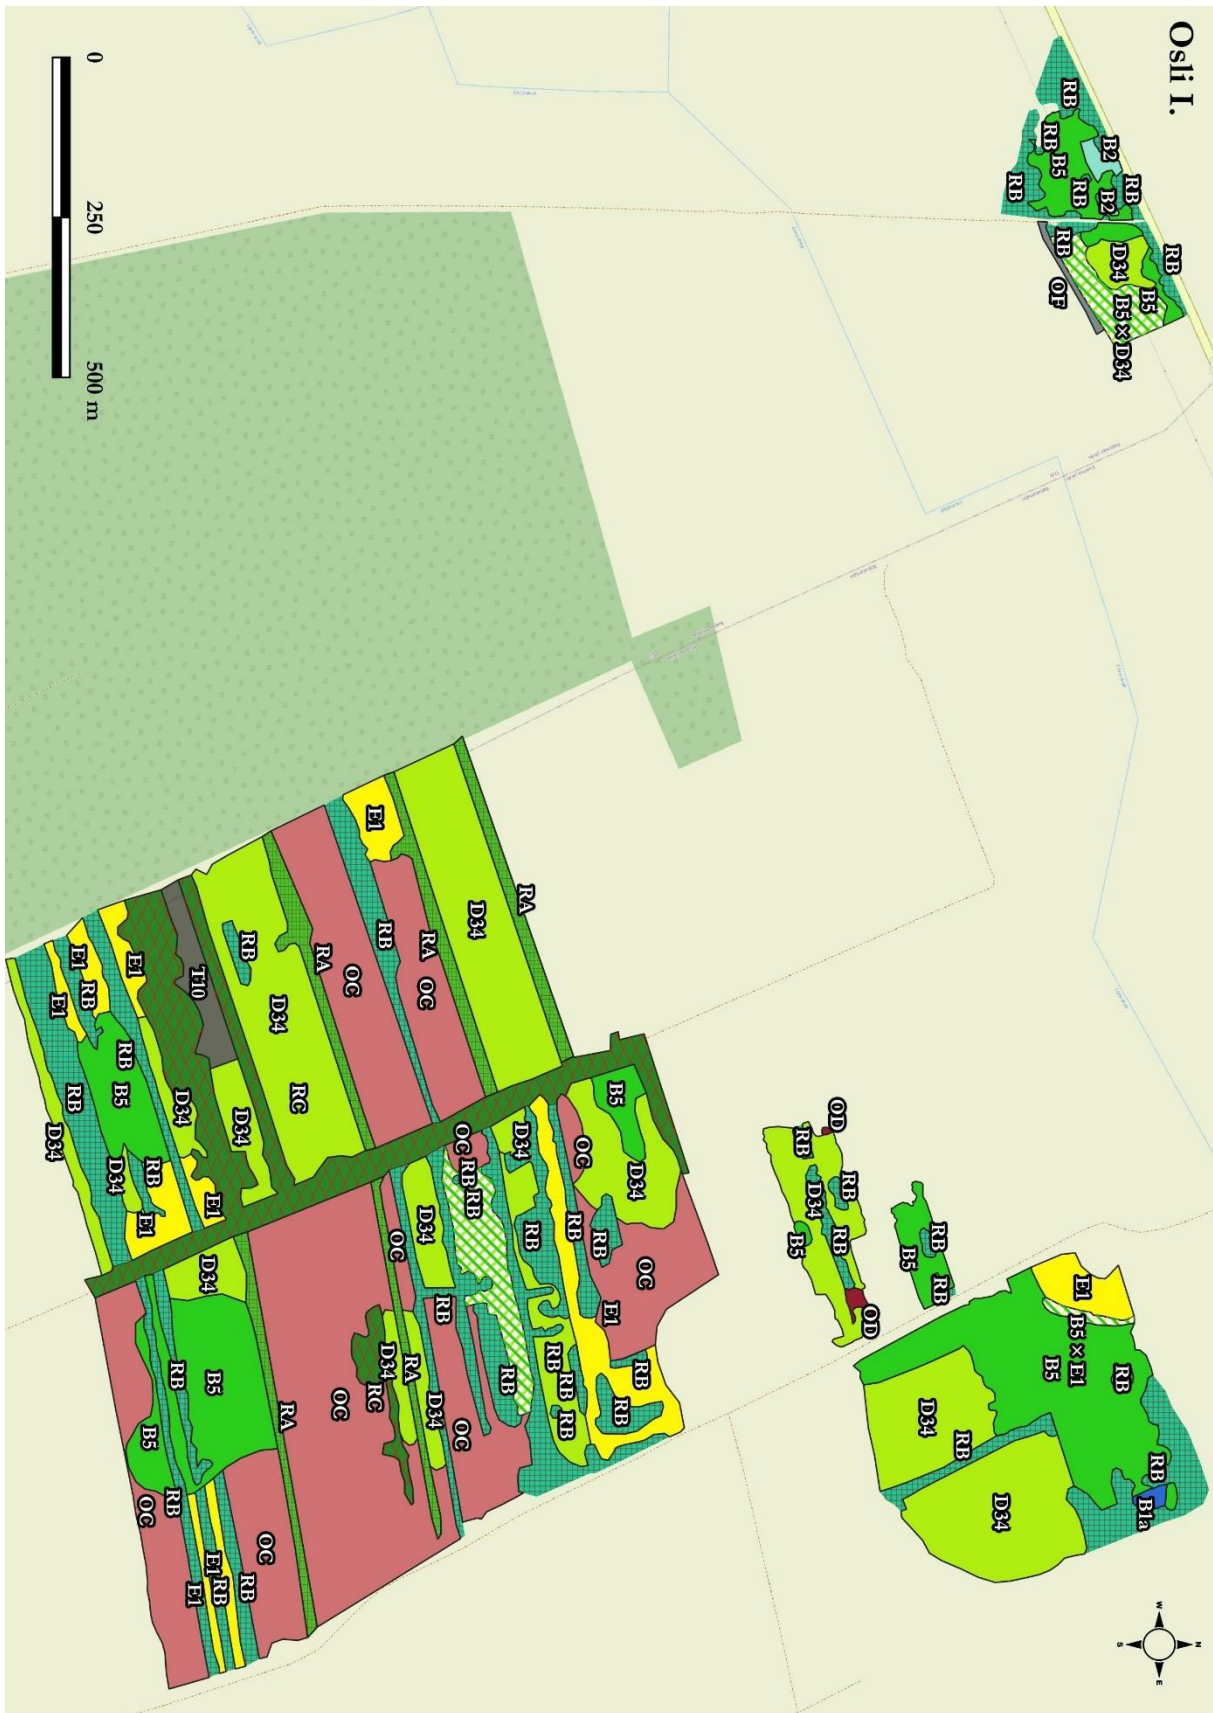 Osli I.
0
250
500 m
RB
B2
RB
RB
B5
RB
B2
RB
RB
RB
D34
B5
B5 × D34
OF
E1
RA
D34
RB
RA
OC
OC
RA
RB
T10
D34
RC
E1
E1
RB
E1
RB
B5
RB
D34
D34
D34
D34
RB
E1
E1
B5
D34
OC
D34
OC
RB
RB
RB
RB
RB
OC
E1
D34
OC
RB
RB
RB
RB
RB
RB
D34
RA
D34
OC
RC
OC
D34
B5
RB
RA
B5
OC
RB
OC
RB
RB
E1
E1
OD
RB
RB
D34
RB
B5
OD
RB
B5
RB
E1
B5 × E1
B5
RB
D34
RB
D34
RB
B1a
N
W
E
S